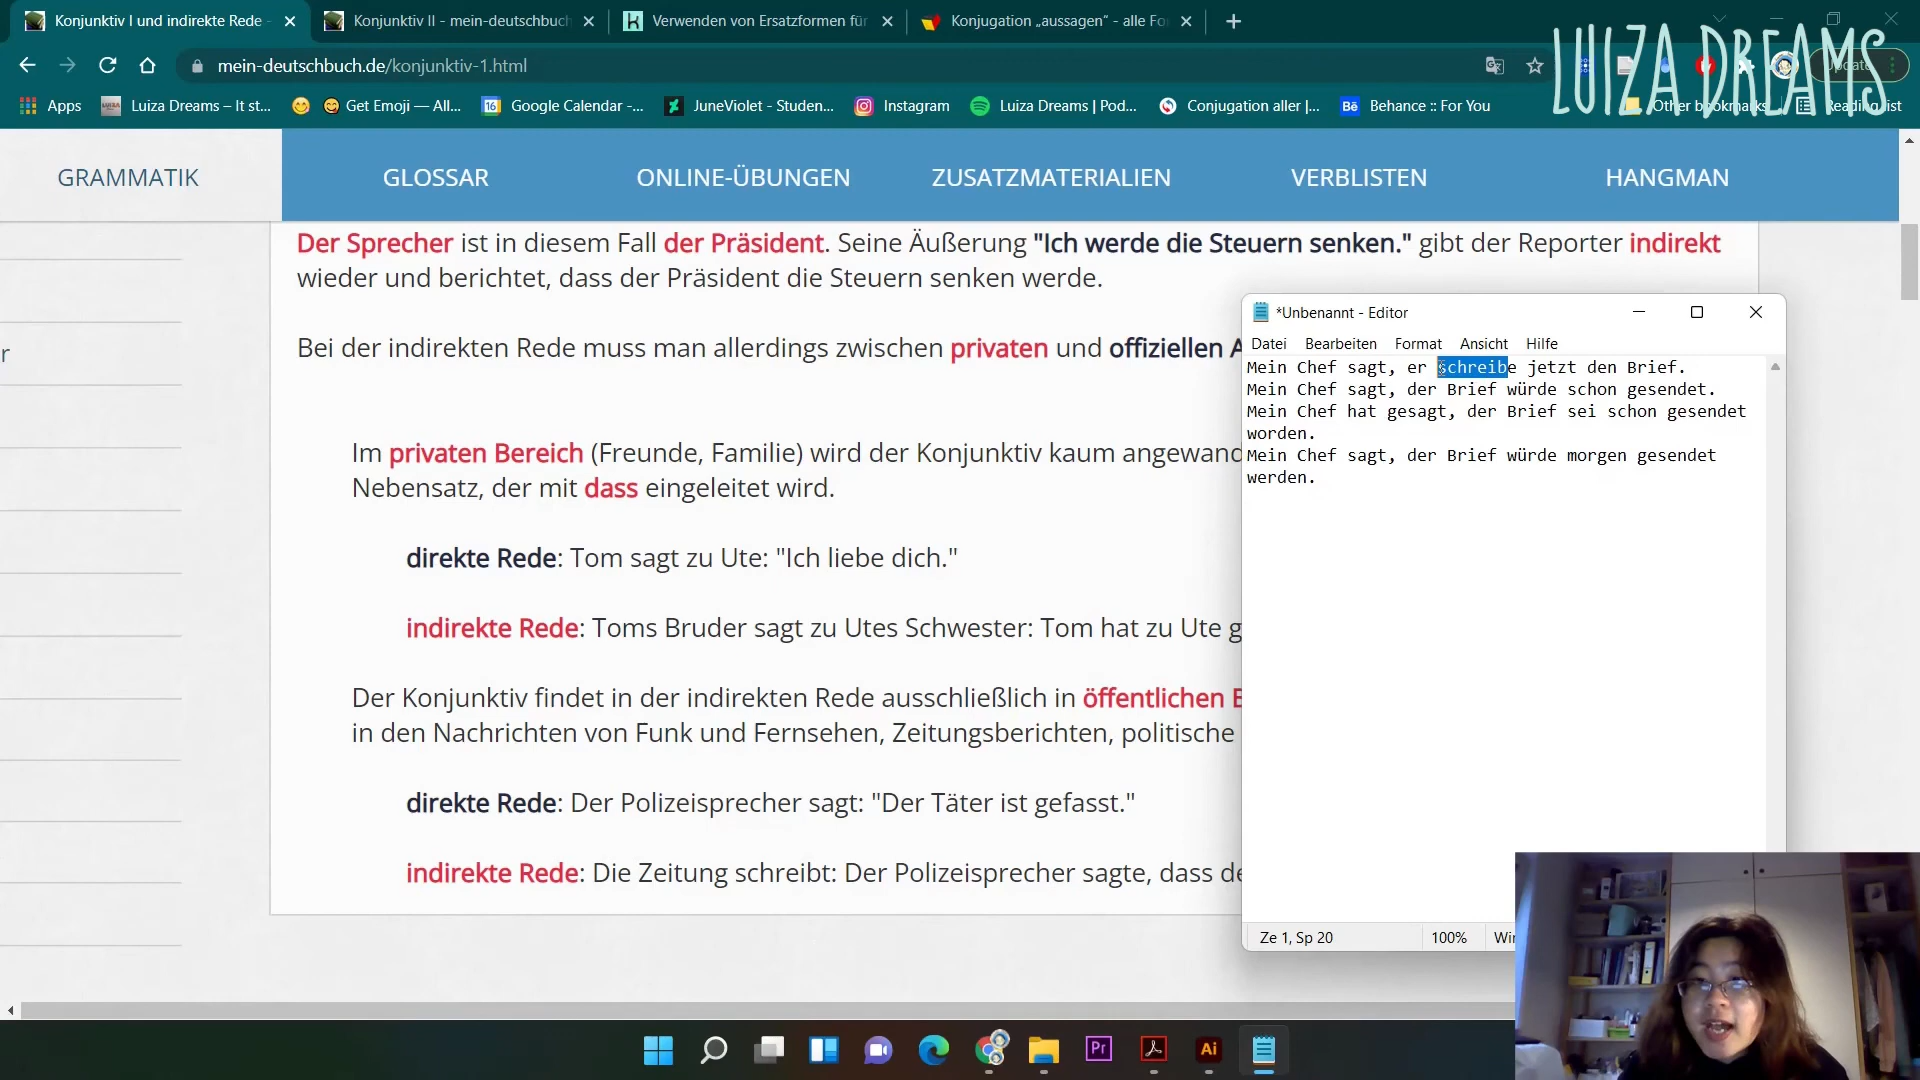 Konjunktiv I und indirekte Rede -
Konjunktiv II - mein-deutschbuch
Verwenden von Ersatzformen für
Konjugation „aussagen“ - alle Fo
LUIZA DREAMS
mein-deutschbuch.de/konjunktiv-1.html
Apps
Luiza Dreams – It st...
Get Emoji — All...
16
Google Calendar -...
JuneViolet - Studen...
Instagram
Luiza Dreams | Pod...
Conjugation aller |...
Bē
Behance :: For You
Other bookmarks
Reading list
GRAMMATIK
GLOSSAR
ONLINE-ÜBUNGEN
ZUSATZMATERIALIEN
VERBLISTEN
HANGMAN
Der Sprecher ist in diesem Fall der Präsident. Seine Äußerung "Ich werde die Steuern senken." gibt der Reporter indirekt
wieder und berichtet, dass der Präsident die Steuern senken werde.
Bei der indirekten Rede muss man allerdings zwischen privaten und offiziellen A
Im privaten Bereich (Freunde, Familie) wird der Konjunktiv kaum angewand
Nebensatz, der mit dass eingeleitet wird.
direkte Rede: Tom sagt zu Ute: "Ich liebe dich."
indirekte Rede: Toms Bruder sagt zu Utes Schwester: Tom hat zu Ute g
Der Konjunktiv findet in der indirekten Rede ausschließlich in öffentlichen B
in den Nachrichten von Funk und Fernsehen, Zeitungsberichten, politische
direkte Rede: Der Polizeisprecher sagt: "Der Täter ist gefasst."
indirekte Rede: Die Zeitung schreibt: Der Polizeisprecher sagte, dass de
r
*Unbenannt - Editor
Datei Bearbeiten Format Ansicht Hilfe
Mein Chef sagt, er schreibe jetzt den Brief.
Mein Chef sagt, der Brief würde schon gesendet.
Mein Chef hat gesagt, der Brief sei schon gesendet
worden.
Mein Chef sagt, der Brief würde morgen gesendet
werden.
Ze 1, Sp 20
100%
Win
Pr
Ai